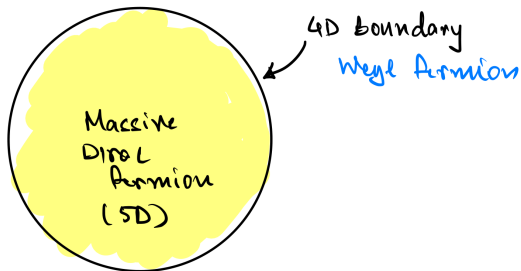 4D boundary
Weyl fermion
Massive
Dirac
fermion
(5D)